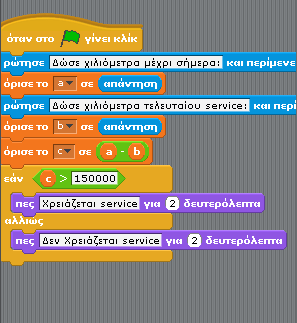 όταν στο γίνει κλικ
ρώτησε Δώσε χιλιόμετρα μέχρι σήμερα: και περίμενε
όρισε το a σε απάντηση
ρώτησε Δώσε χιλιόμετρα τελευταίου service: και περί
όρισε το b σε απάντηση
όρισε το c σε a - b
εάν c > 150000
πες Χρειάζεται service για 2 δευτερόλεπτα
αλλιώς
πες Δεν Χρειάζεται service για 2 δευτερόλεπτα